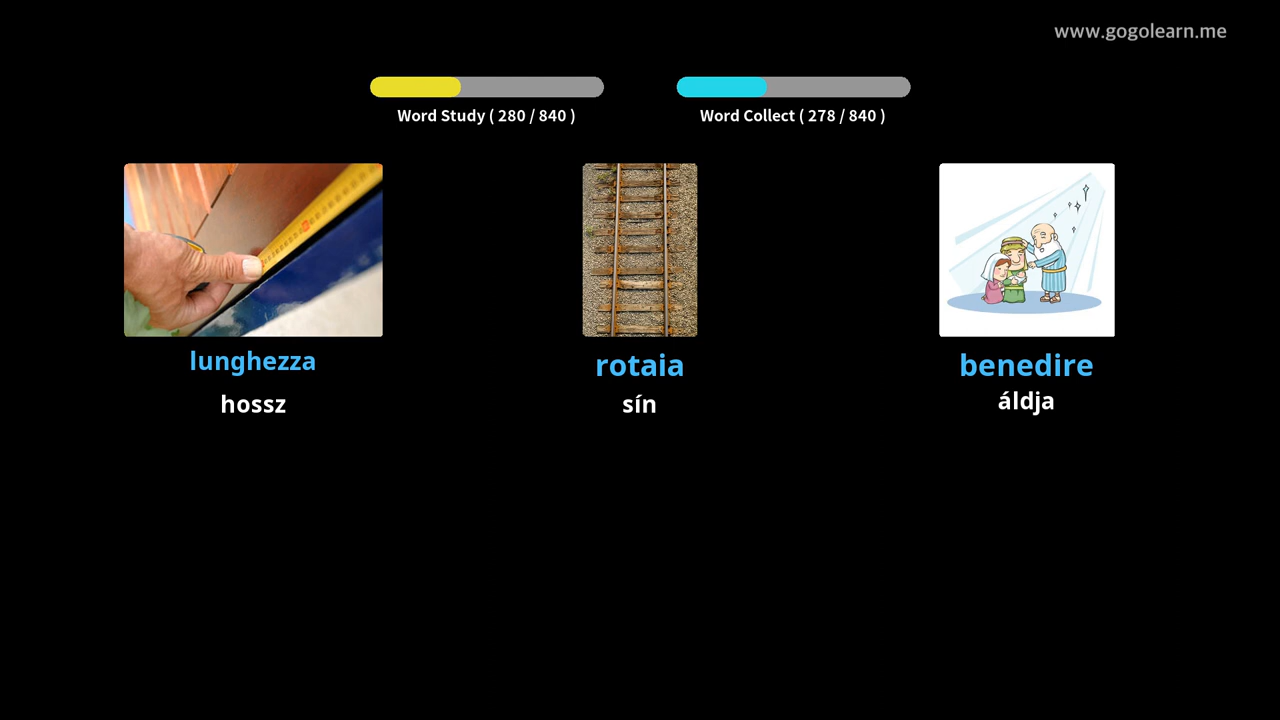 www.gogolearn.me
Word Study ( 280 / 840 )
Word Collect ( 278 / 840 )
lunghezza
hossz
rotaia
sín
benedire
áldja